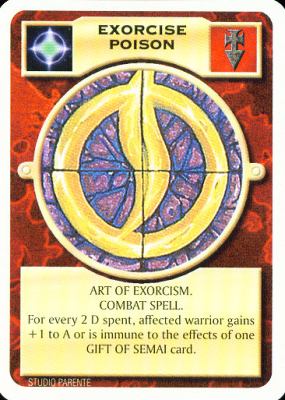 EXORCISE
POISON
ART OF EXORCISM.
COMBAT SPELL.
For every 2 D spent, affected warrior gains
+1 to A or is immune to the effects of one
GIFT OF SEMAI card.
STUDIO PARENTE